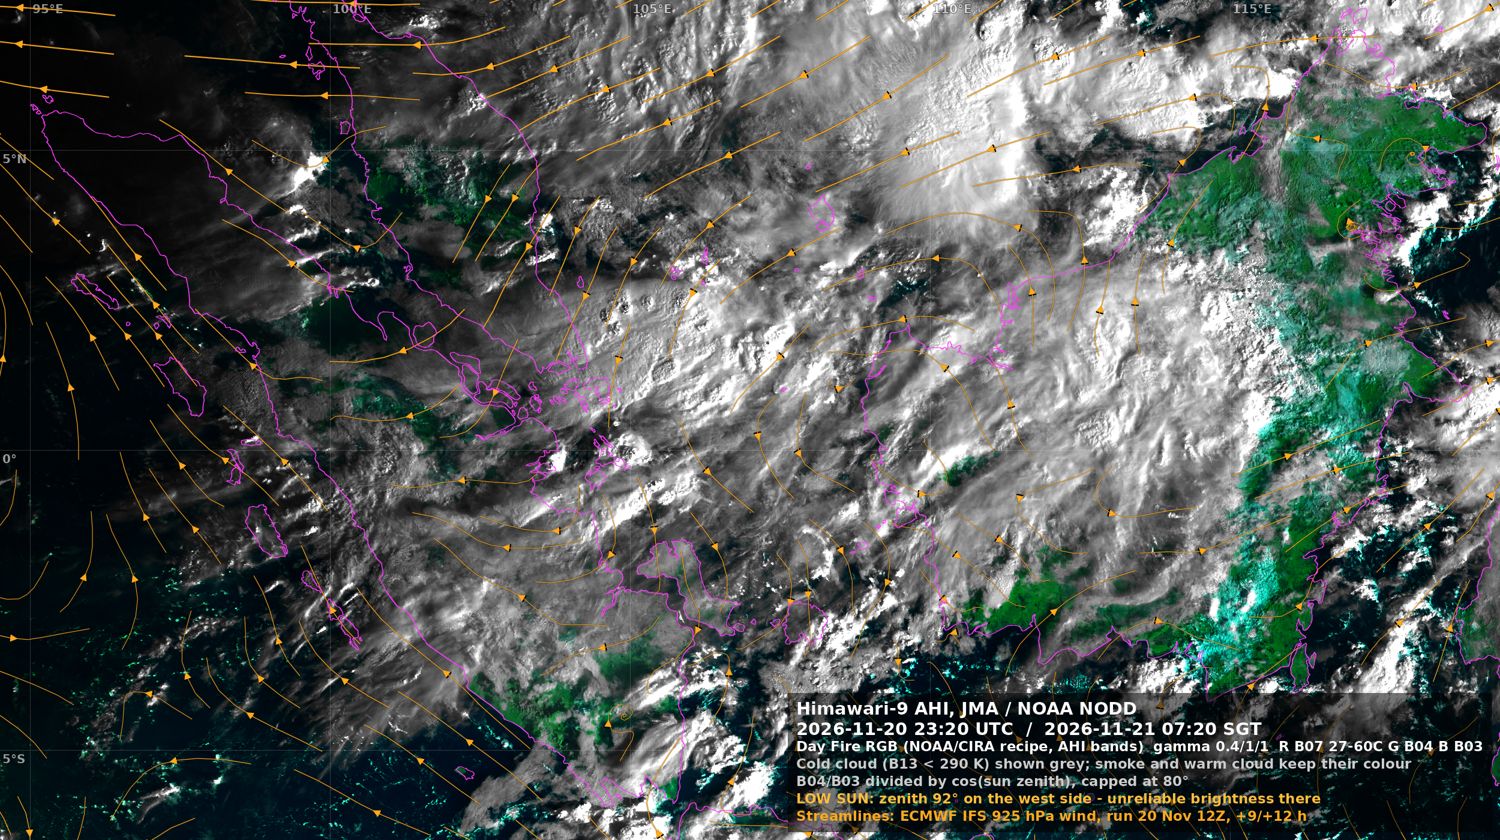 95°E 100°E 105°E 110°E 115°E
5°N
0°
5°S
Himawari-9 AHI, JMA / NOAA NODD
2026-11-20 23:20 UTC / 2026-11-21 07:20 SGT
Day Fire RGB (NOAA/CIRA recipe, AHI bands) gamma 0.4/1/1 R B07 27-60C G B04 B B03
Cold cloud (B13 < 290 K) shown grey; smoke and warm cloud keep their colour
B04/B03 divided by cos(sun zenith), capped at 80°
LOW SUN: zenith 92° on the west side - unreliable brightness there
Streamlines: ECMWF IFS 925 hPa wind, run 20 Nov 12Z, +9/+12 h